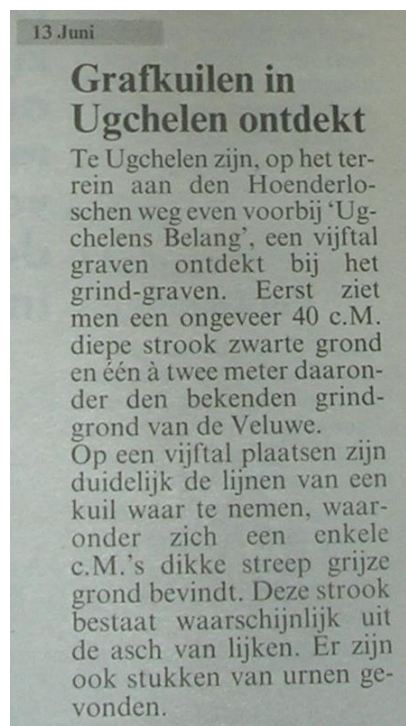 13 Juni
Grafkuilen in
Ugchelen ontdekt
Te Ugchelen zijn, op het ter-
rein aan den Hoenderlo-
schen weg even voorbij ‘Ug-
chelens Belang’, een vijftal
graven ontdekt bij het
grind-graven. Eerst ziet
men een ongeveer 40 c.M.
diepe strook zwarte grond
en één à twee meter daaron-
der den bekenden grind-
grond van de Veluwe.
Op een vijftal plaatsen zijn
duidelijk de lijnen van een
kuil waar te nemen, waar-
onder zich een enkele
c.M.’s dikke streep grijze
grond bevindt. Deze strook
bestaat waarschijnlijk uit
de asch van lijken. Er zijn
ook stukken van urnen ge-
vonden.